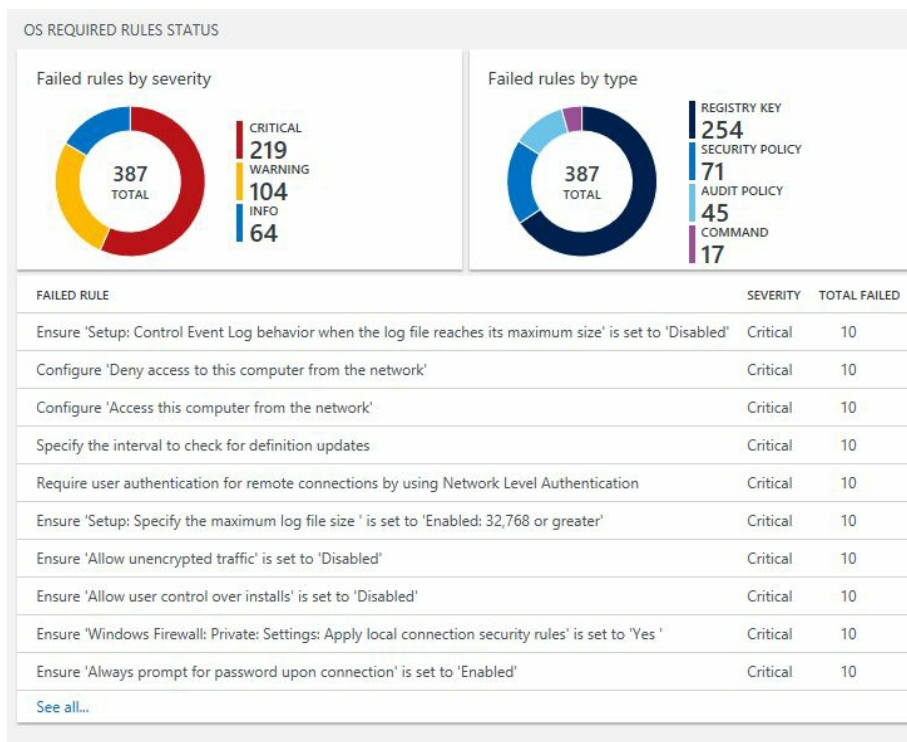 OS REQUIRED RULES STATUS
Failed rules by severity
387
TOTAL
CRITICAL
219
WARNING
104
INFO
64
Failed rules by type
387
TOTAL
REGISTRY KEY
254
SECURITY POLICY
71
AUDIT POLICY
45
COMMAND
17
FAILED RULE SEVERITY TOTAL FAILED
Ensure 'Setup: Control Event Log behavior when the log file reaches its maximum size' is set to 'Disabled' Critical 10
Configure 'Deny access to this computer from the network' Critical 10
Configure 'Access this computer from the network' Critical 10
Specify the interval to check for definition updates Critical 10
Require user authentication for remote connections by using Network Level Authentication Critical 10
Ensure 'Setup: Specify the maximum log file size ' is set to 'Enabled: 32,768 or greater' Critical 10
Ensure 'Allow unencrypted traffic' is set to 'Disabled' Critical 10
Ensure 'Allow user control over installs' is set to 'Disabled' Critical 10
Ensure 'Windows Firewall: Private: Settings: Apply local connection security rules' is set to 'Yes ' Critical 10
Ensure 'Always prompt for password upon connection' is set to 'Enabled' Critical 10
See all...